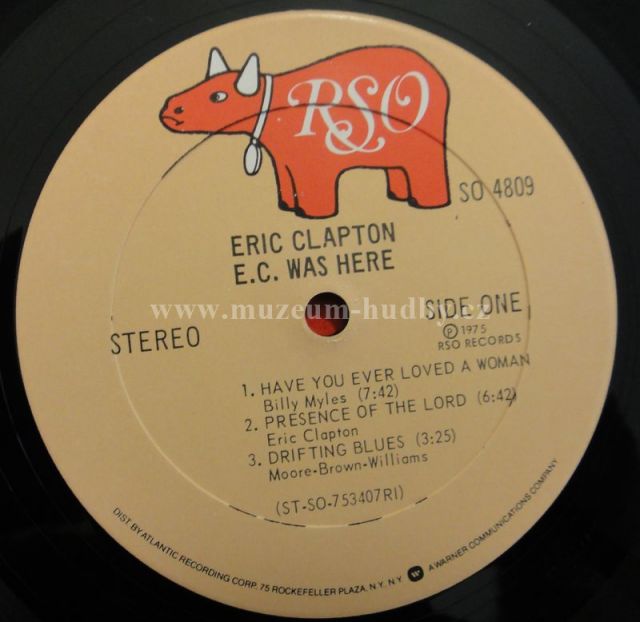 RSO
SO 4809
ERIC CLAPTON
E.C. WAS HERE
www.muzeum-hudby.cz
STEREO
SIDE ONE
℗ 1975
RSO RECORDS
1. HAVE YOU EVER LOVED A WOMAN
Billy Myles (7:42)
2. PRESENCE OF THE LORD (6:42)
Eric Clapton
3. DRIFTING BLUES (3:25)
Moore-Brown-Williams
(ST-SO-753407RI)
DIST BY ATLANTIC RECORDING CORP. 75 ROCKEFELLER PLAZA, N.Y. N.Y. A WARNER COMMUNICATIONS COMPANY